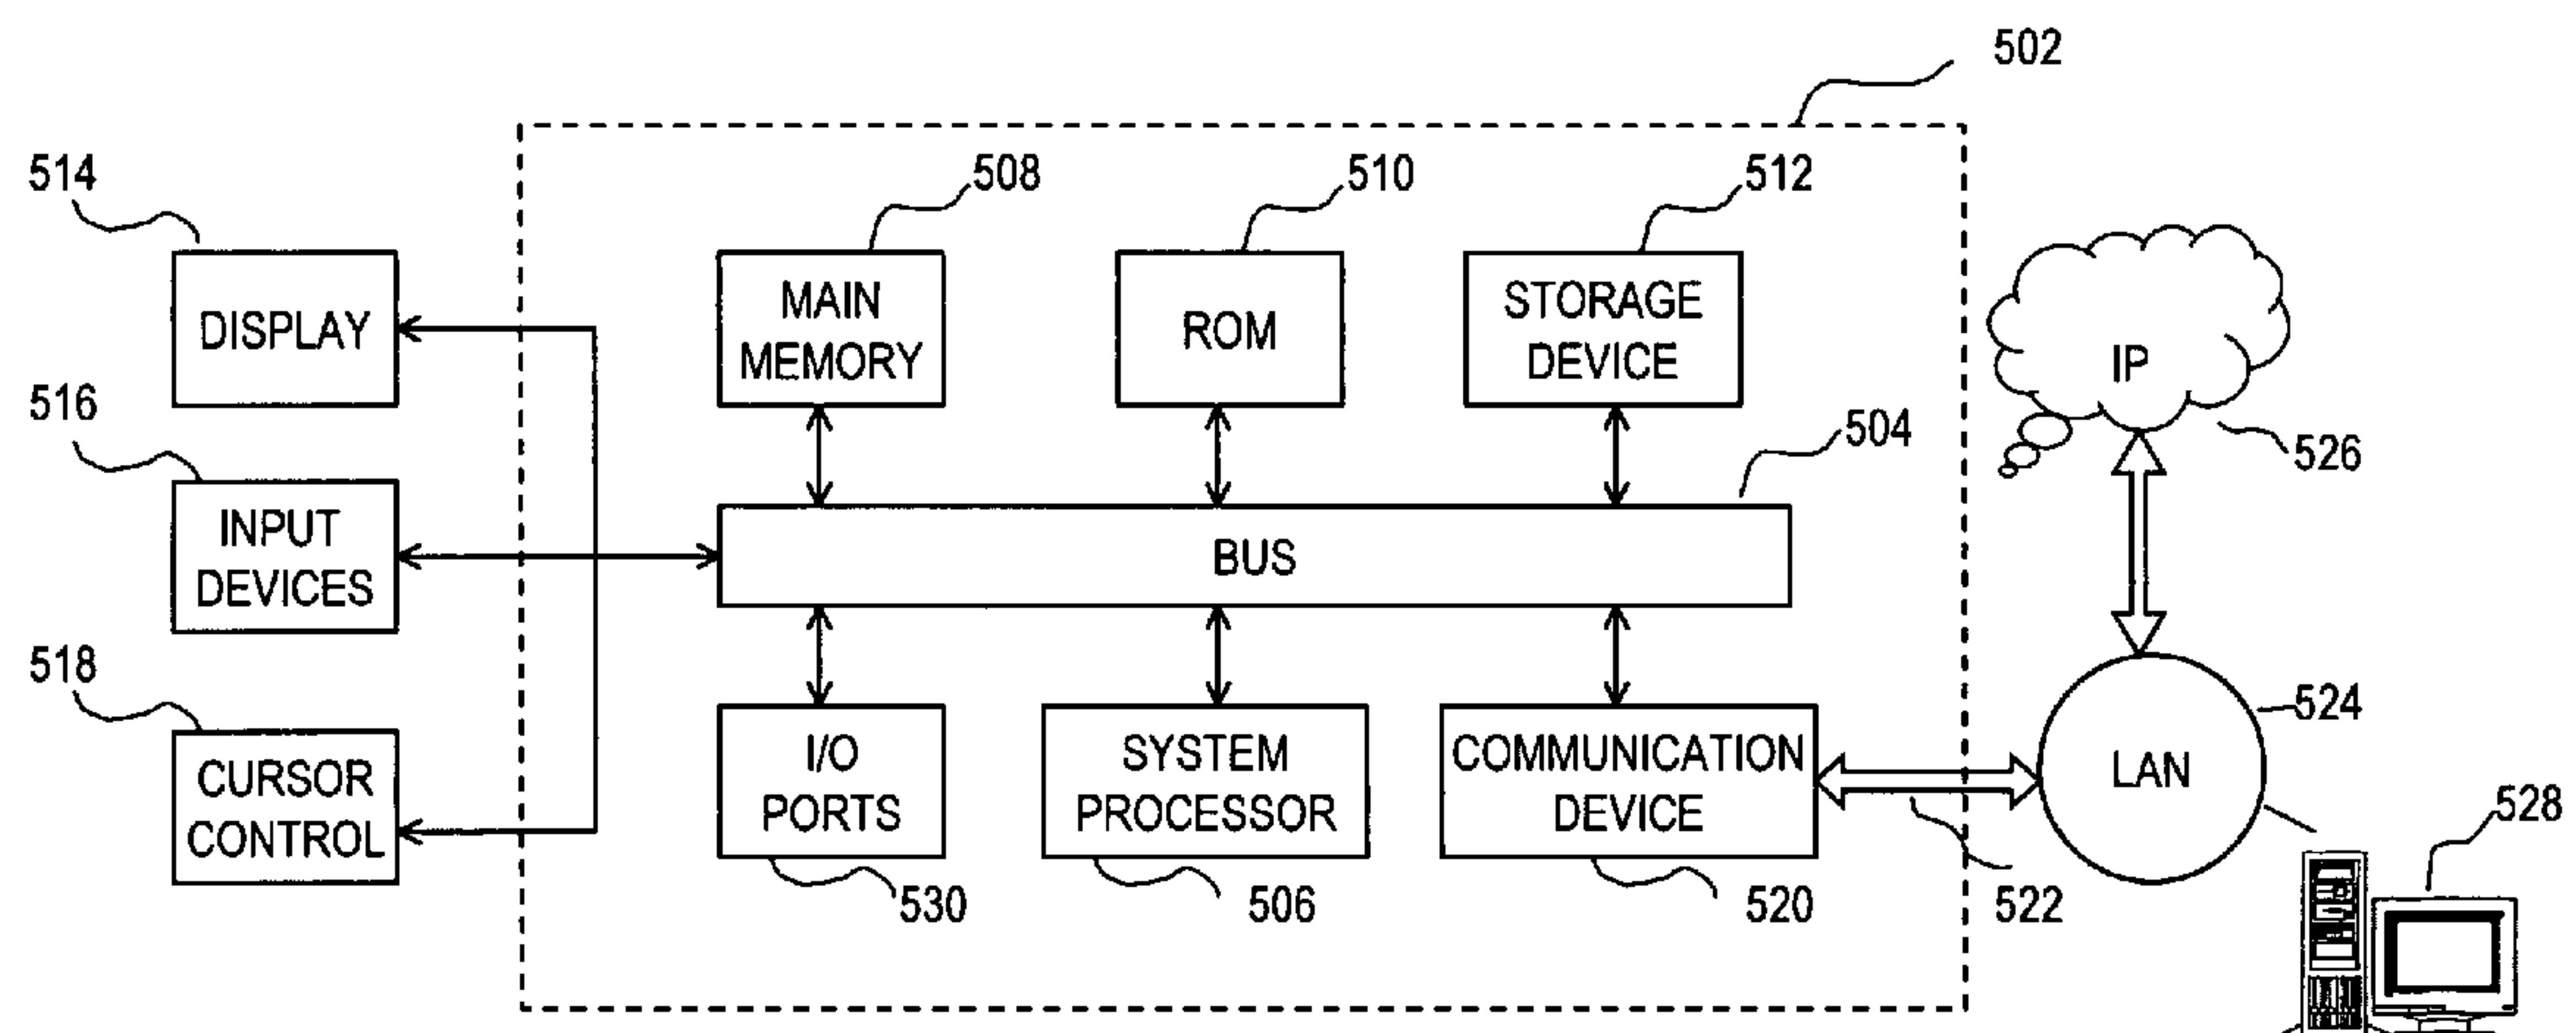 502
514
508
510
512
DISPLAY
MAIN
MEMORY
ROM
STORAGE
DEVICE
IP
516
504
526
INPUT
DEVICES
BUS
518
524
CURSOR
CONTROL
I/O
PORTS
SYSTEM
PROCESSOR
COMMUNICATION
DEVICE
LAN
528
530
506
520
522